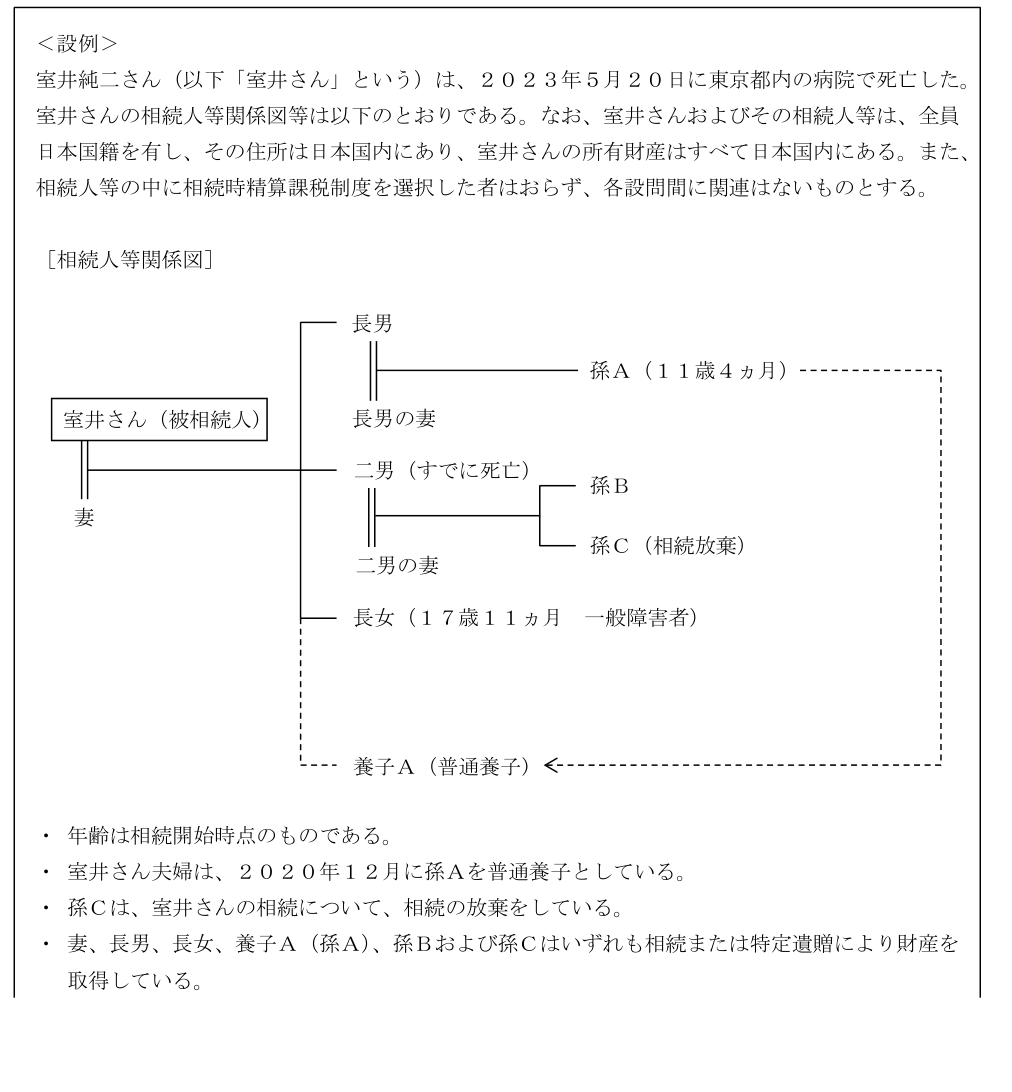 ＜設例＞
室井純二さん（以下「室井さん」という）は、２０２３年５月２０日に東京都内の病院で死亡した。
室井さんの相続人等関係図等は以下のとおりである。なお、室井さんおよびその相続人等は、全員
日本国籍を有し、その住所は日本国内にあり、室井さんの所有財産はすべて日本国内にある。また、
相続人等の中に相続時精算課税制度を選択した者はおらず、各設問間に関連はないものとする。
［相続人等関係図］
長男
孫Ａ（１１歳４ヵ月）
長男の妻
室井さん（被相続人）
二男（すでに死亡）
孫Ｂ
妻
孫Ｃ（相続放棄）
二男の妻
長女（１７歳１１ヵ月　一般障害者）
養子Ａ（普通養子）
・ 年齢は相続開始時点のものである。
・ 室井さん夫婦は、２０２０年１２月に孫Ａを普通養子としている。
・ 孫Ｃは、室井さんの相続について、相続の放棄をしている。
・ 妻、長男、長女、養子Ａ（孫Ａ）、孫Ｂおよび孫Ｃはいずれも相続または特定遺贈により財産を
取得している。